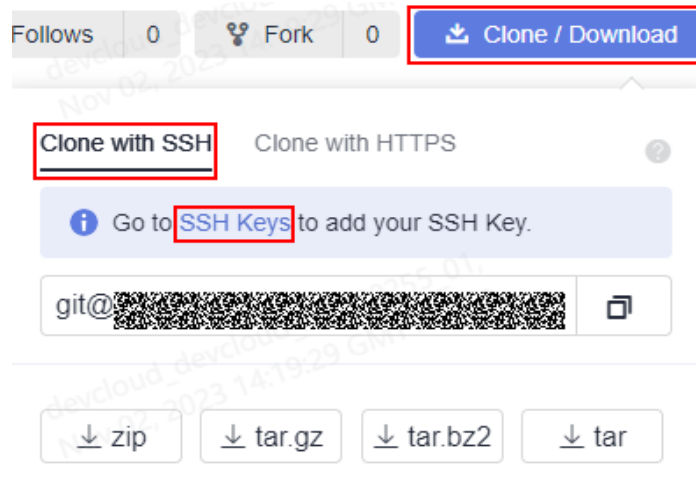 Follows 0 Fork 0 Clone / Download
Clone with SSH Clone with HTTPS
Go to SSH Keys to add your SSH Key.
git@
zip tar.gz tar.bz2 tar